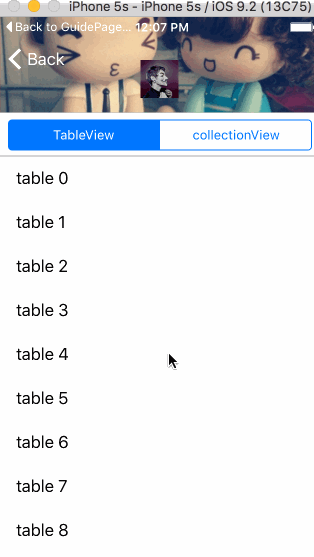 iPhone 5s - iPhone 5s / iOS 9.2 (13C75)
Back to GuidePage... 12:07 PM
Back
TableView collectionView
table 0
table 1
table 2
table 3
table 4
table 5
table 6
table 7
table 8